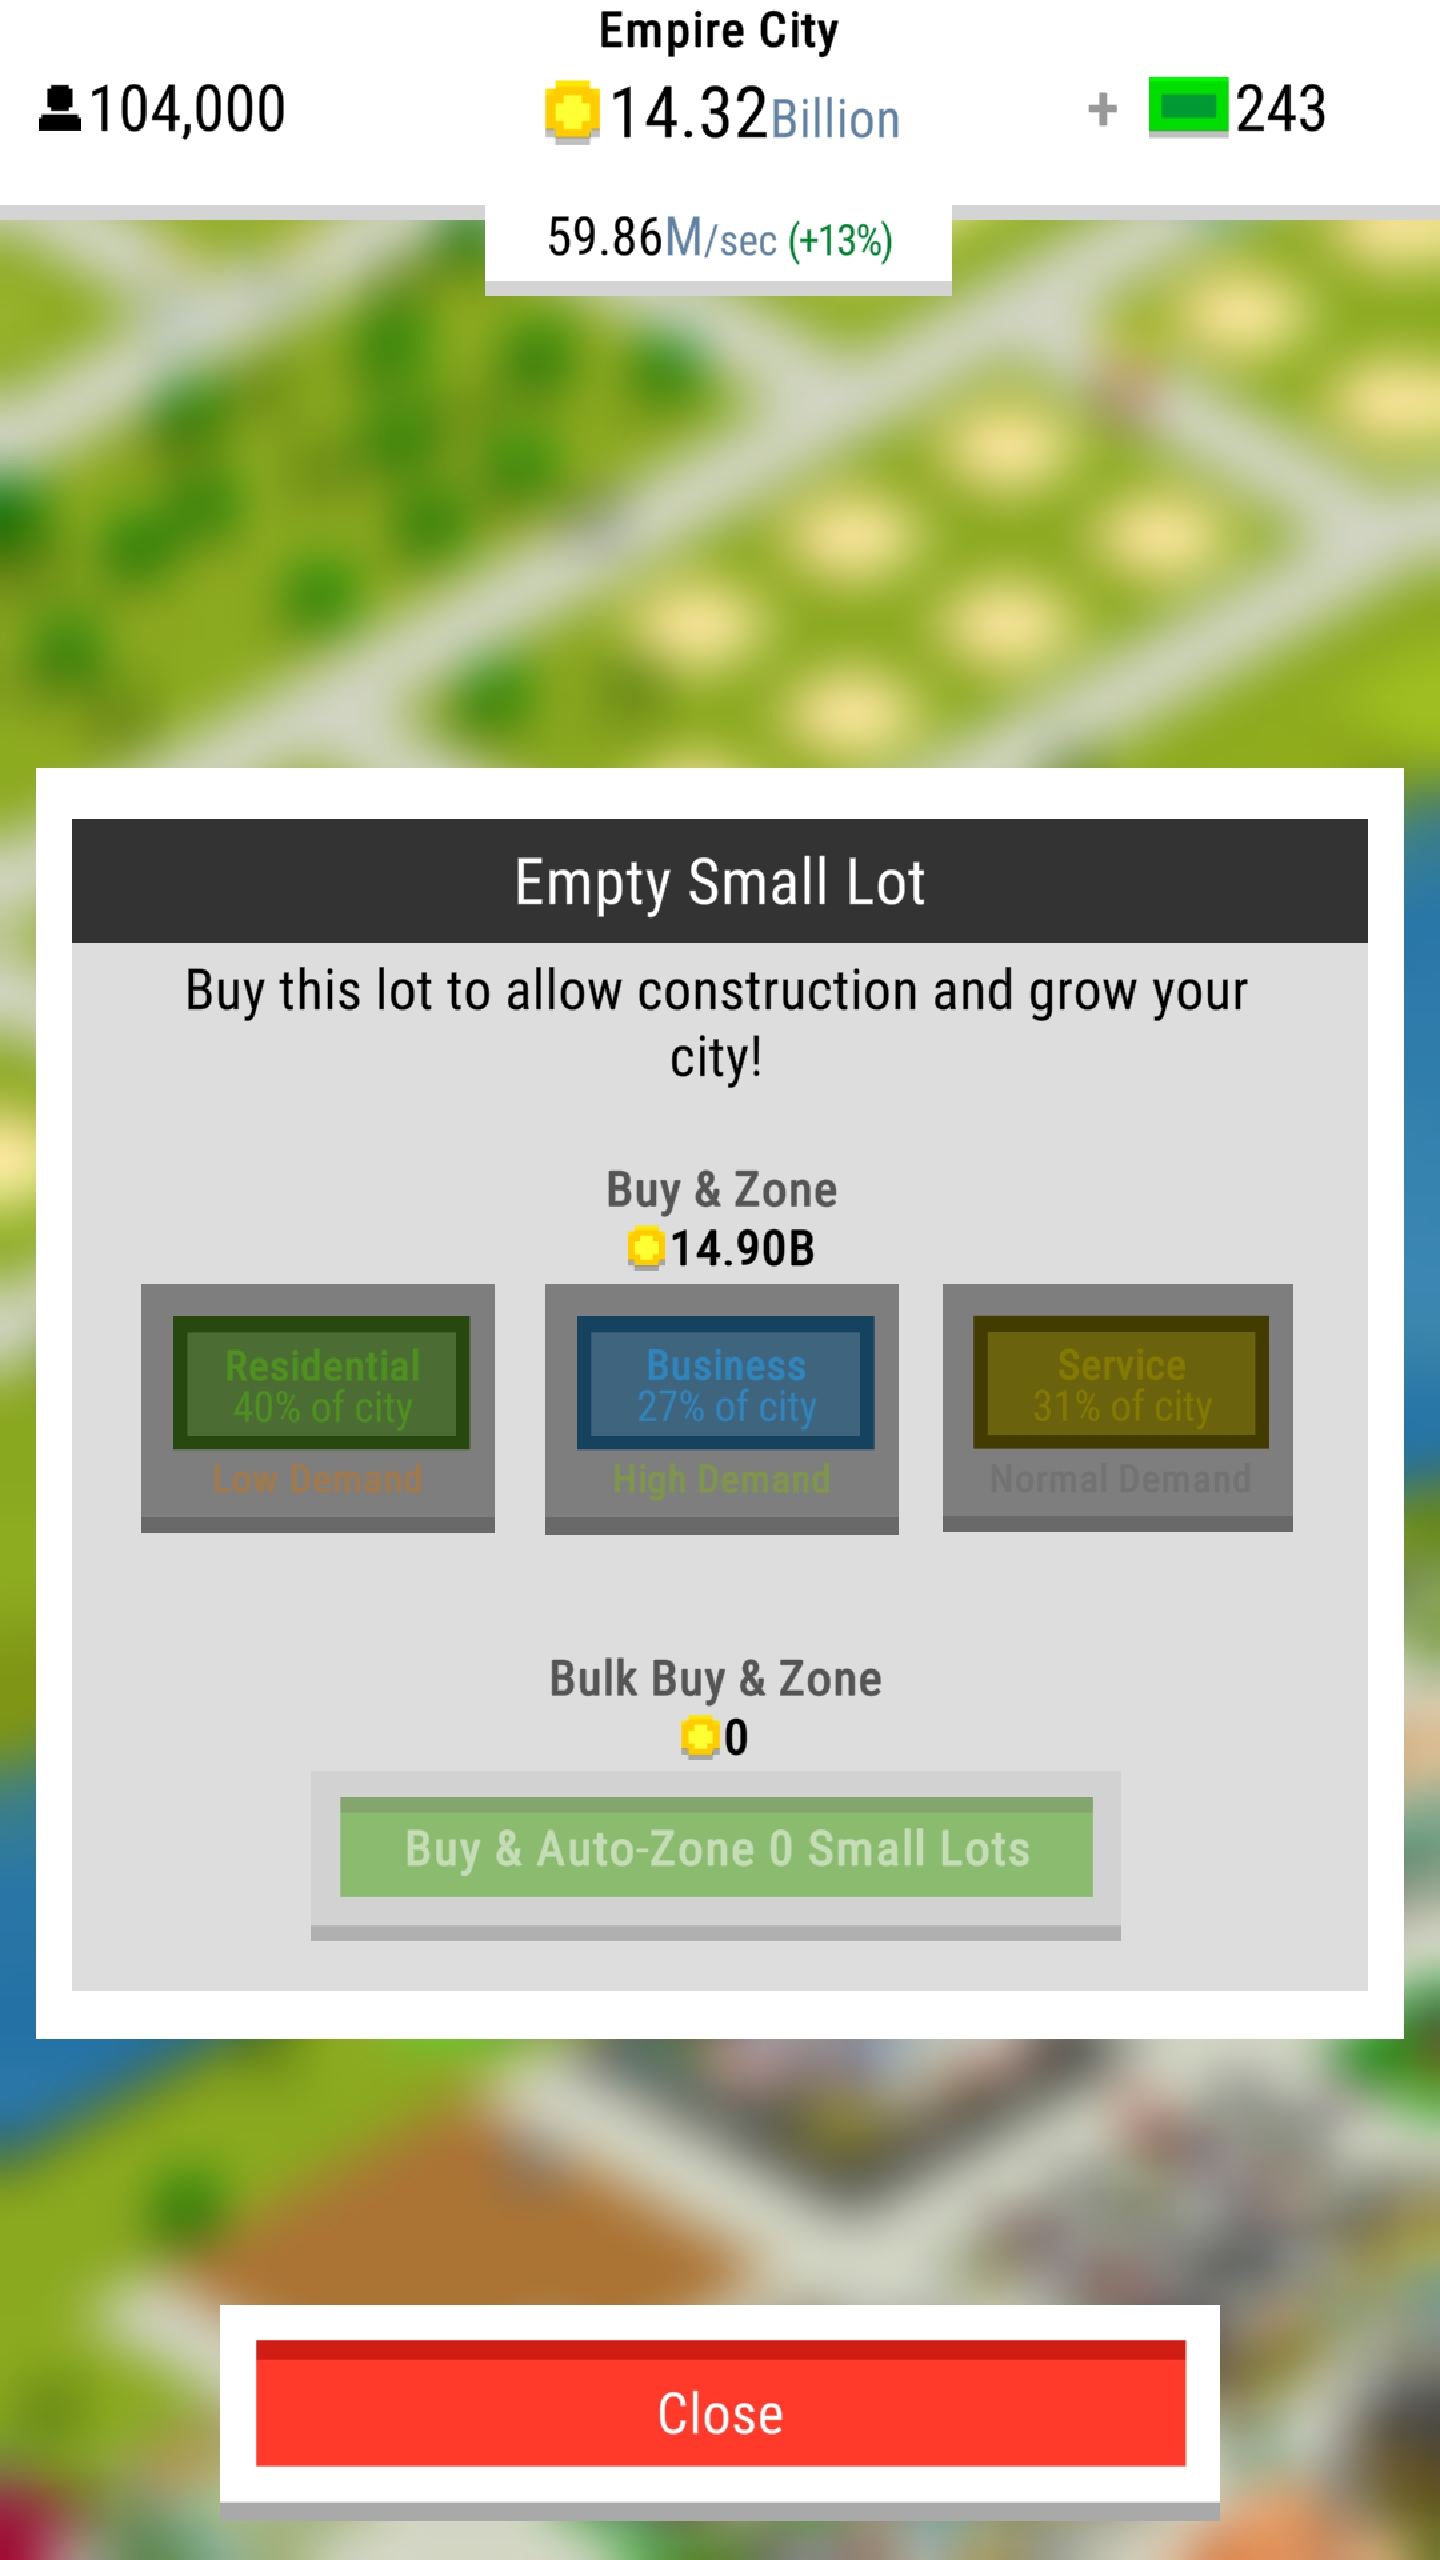 Empire City
104,000
14.32Billion
+ 243
59.86M/sec (+13%)
Empty Small Lot
Buy this lot to allow construction and grow your
city!
Buy & Zone
14.90B
Residential
40% of city
Low Demand
Business
27% of city
High Demand
Service
31% of city
Normal Demand
Bulk Buy & Zone
0
Buy & Auto-Zone 0 Small Lots
Close